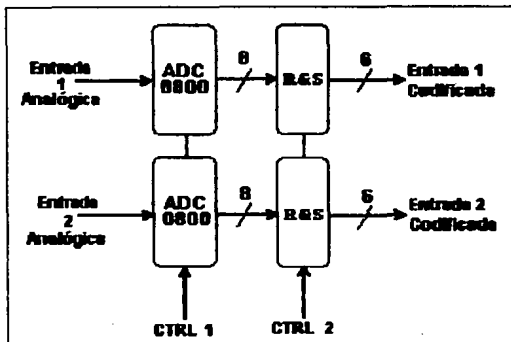 Entrada
1
Analógica
ADC
0800
8
R&S
6
Entrada 1
Codificada
Entrada
2
Analógica
ADC
0800
8
R&S
6
Entrada 2
Codificada
CTRL 1
CTRL 2